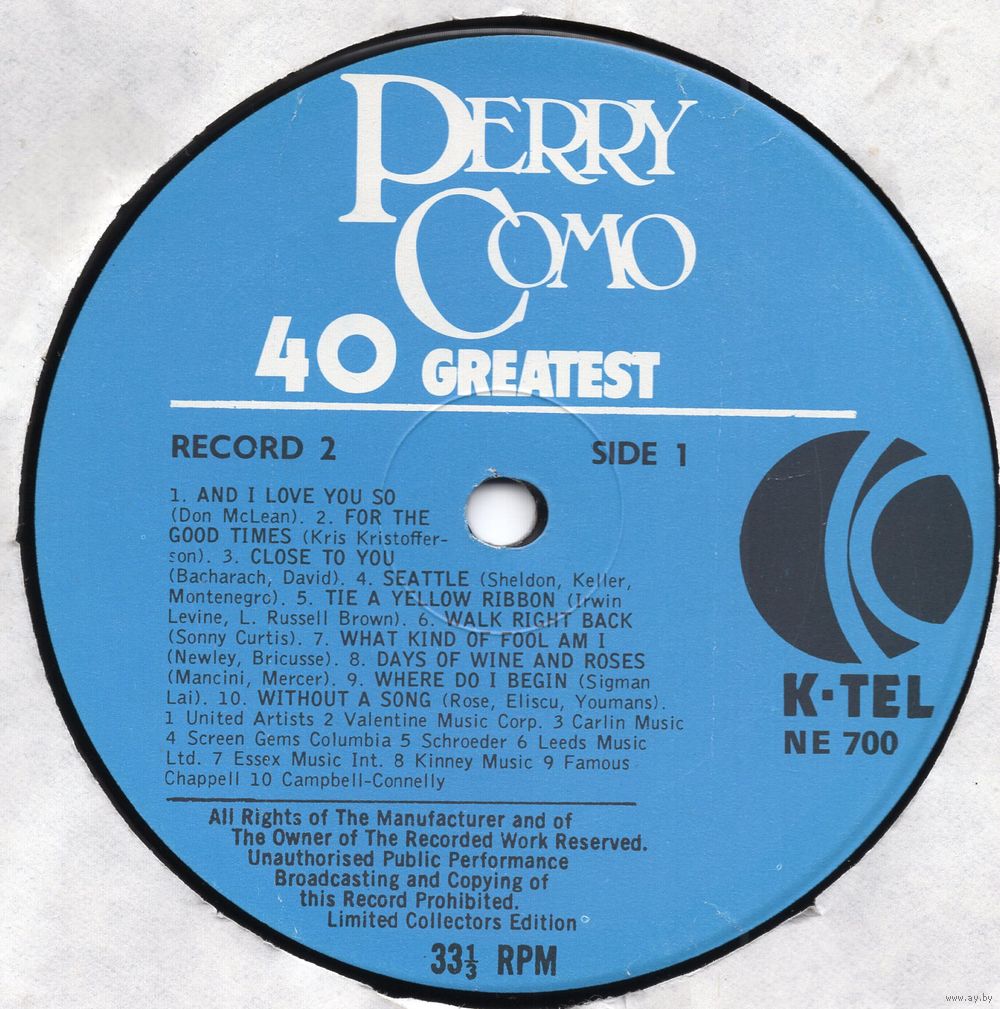 PERRY
COMO
40 GREATEST
RECORD 2 SIDE 1
1. AND I LOVE YOU SO
(Don McLean). 2. FOR THE
GOOD TIMES (Kris Kristoffer-
son). 3. CLOSE TO YOU
(Bacharach, David). 4. SEATTLE (Sheldon, Keller,
Montenegro). 5. TIE A YELLOW RIBBON (Irwin
Levine, L. Russell Brown). 6. WALK RIGHT BACK
(Sonny Curtis). 7. WHAT KIND OF FOOL AM I
(Newley, Bricusse). 8. DAYS OF WINE AND ROSES
(Mancini, Mercer). 9. WHERE DO I BEGIN (Sigman
Lai). 10. WITHOUT A SONG (Rose, Eliscu, Youmans).
1 United Artists 2 Valentine Music Corp. 3 Carlin Music
4 Screen Gems Columbia 5 Schroeder 6 Leeds Music
Ltd. 7 Essex Music Int. 8 Kinney Music 9 Famous
Chappell 10 Campbell-Connelly
K·TEL
NE 700
All Rights of The Manufacturer and of
The Owner of The Recorded Work Reserved.
Unauthorised Public Performance
Broadcasting and Copying of
this Record Prohibited.
Limited Collectors Edition
33⅓ RPM
www.ay.by